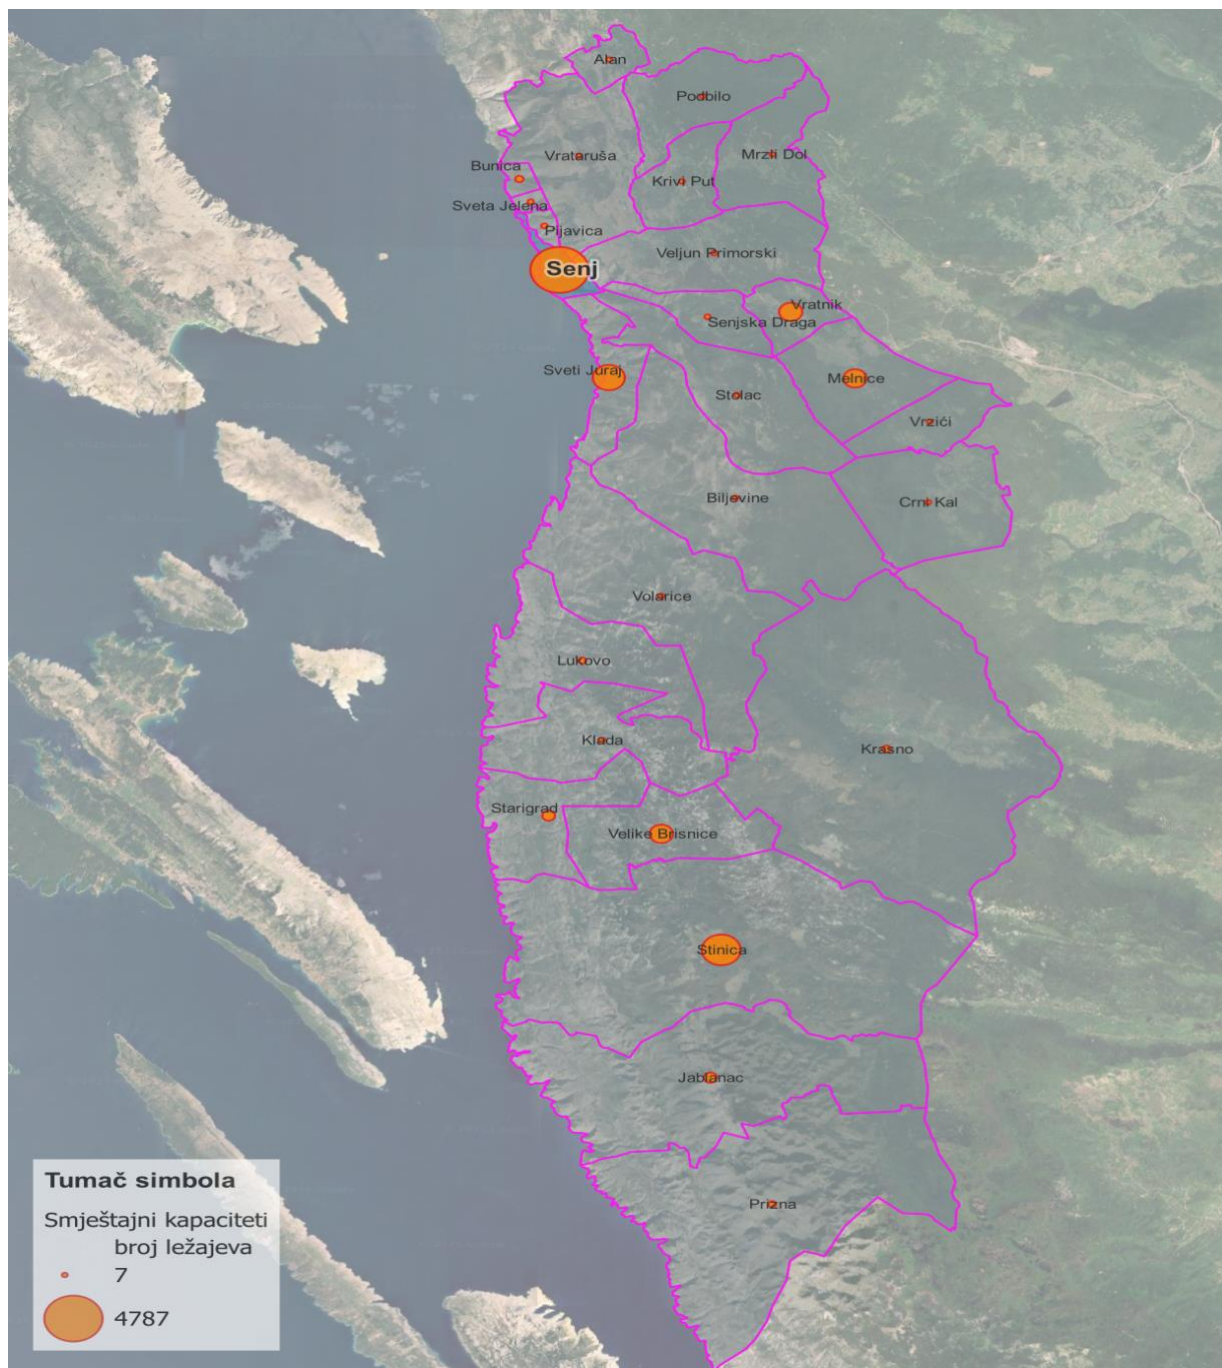 Alan
Podbilo
Vrataruša
Mrzli Dol
Bunica
Krivi Put
Sveta Jelena
Pijavica
Veljun Primorski
Senj
Vratnik
Senjska Draga
Sveti Juraj
Melnice
Stolac
Vrzići
Biljevine
Crni Kal
Volarice
Lukovo
Klada
Krasno
Starigrad
Velike Brisnice
Stinica
Jablanac
Prizna
Tumač simbola
Smještajni kapaciteti
broj ležajeva
7
4787